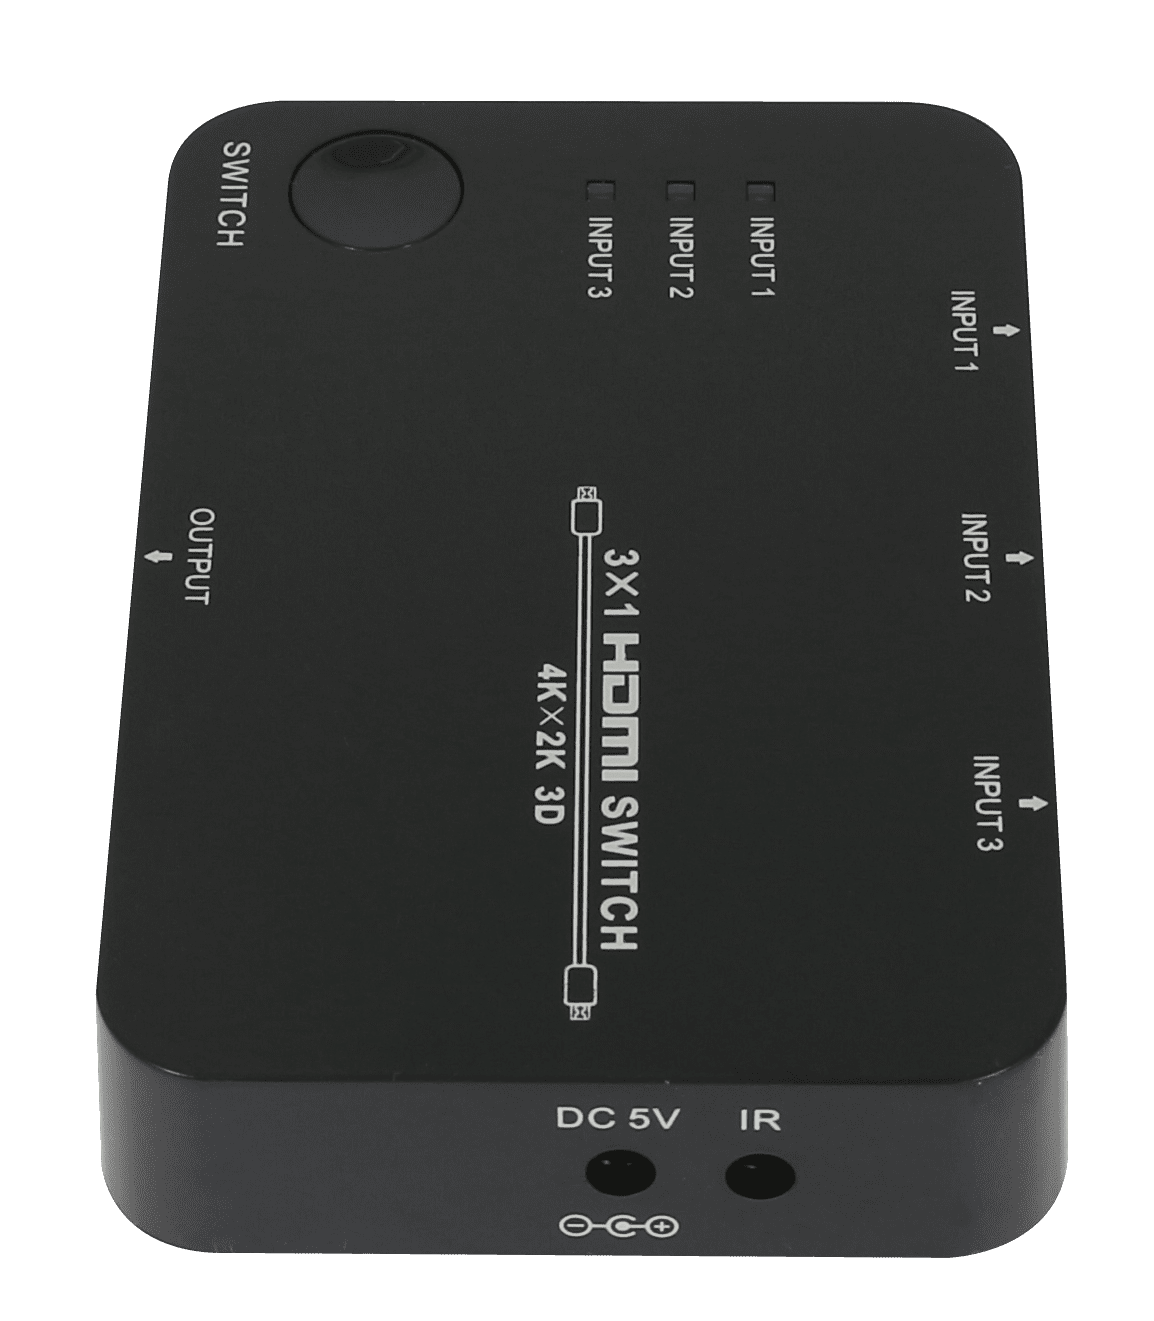 SWITCH
INPUT 3
INPUT 2
INPUT 1
INPUT 1
INPUT 2
INPUT 3
OUTPUT
3X1 HDMI SWITCH
4K×2K 3D
DC 5V
IR